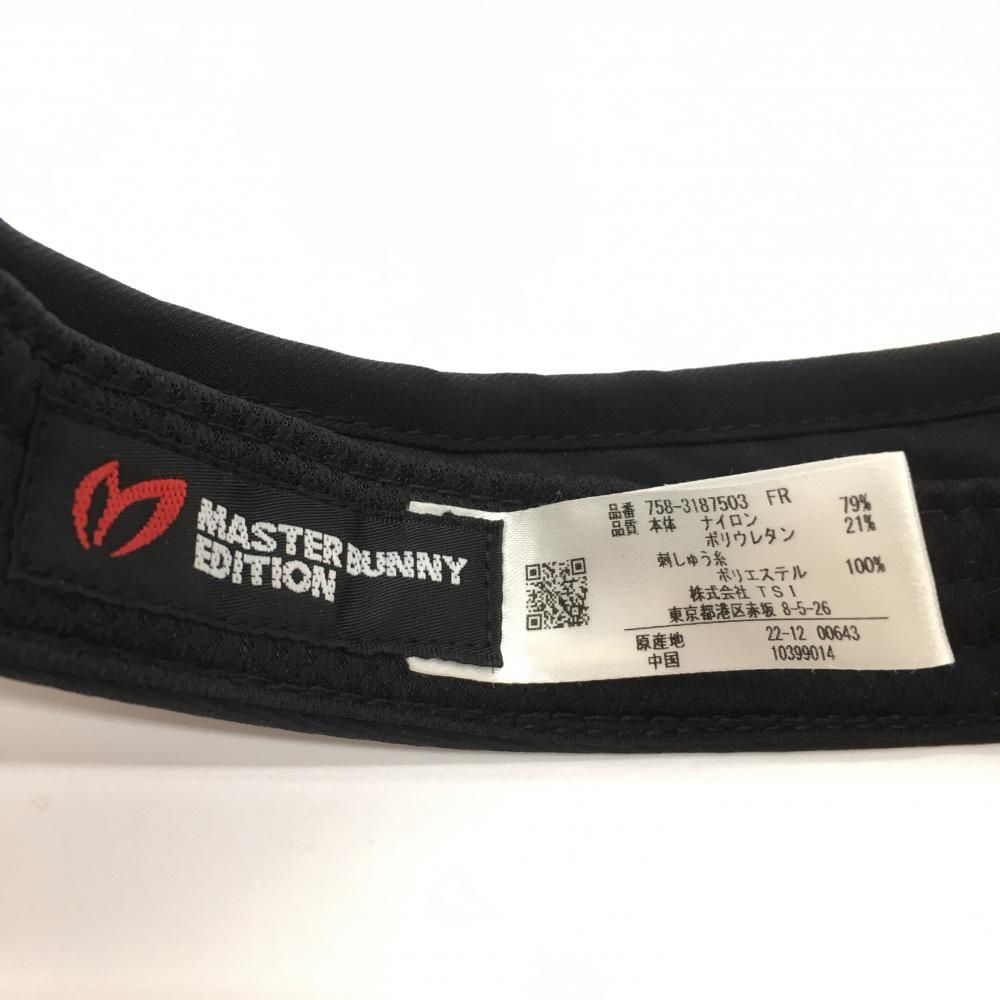 MASTER BUNNY
EDITION
品番 758-3187503 FR
品質 本体 ナイロン 79%
ポリウレタン 21%
刺しゅう糸
ポリエステル 100%
株式会社TSI
東京都港区赤坂 8-5-26
原産地 22-12 00643
中国 10399014